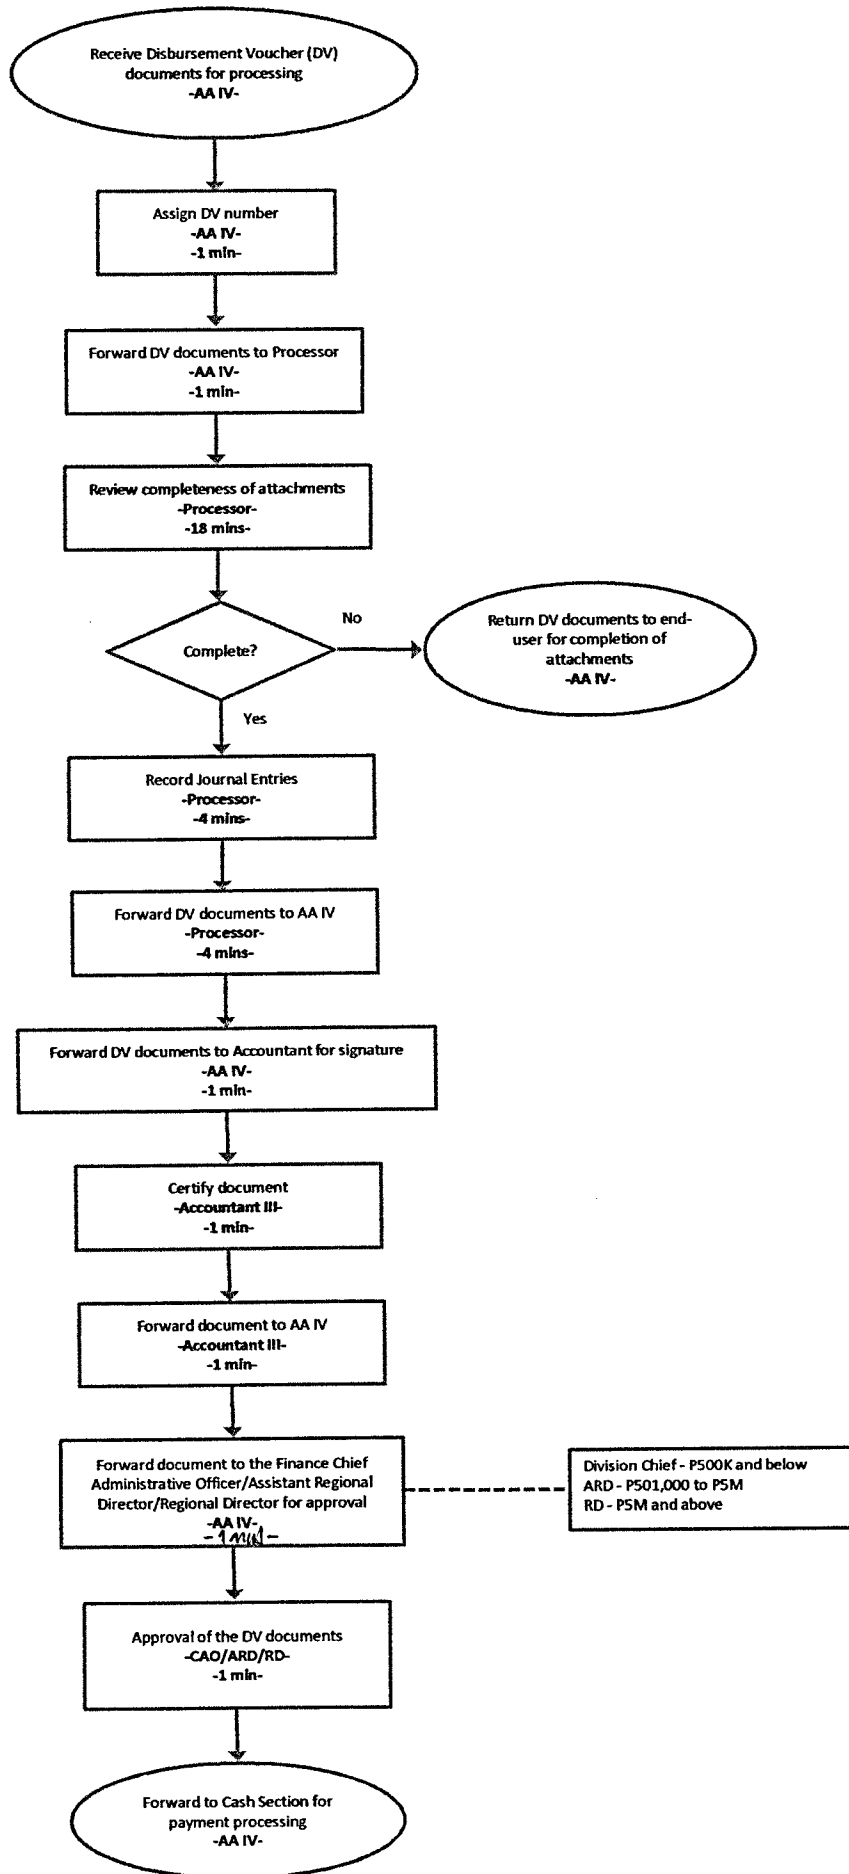 Receive Disbursement Voucher (DV)
documents for processing
-AA IV-
Assign DV number
-AA IV-
-1 min-
Forward DV documents to Processor
-AA IV-
-1 min-
Review completeness of attachments
-Processor-
-18 mins-
Complete?
No
Return DV documents to end-
user for completion of
attachments
-AA IV-
Yes
Record Journal Entries
-Processor-
-4 mins-
Forward DV documents to AA IV
-Processor-
-4 mins-
Forward DV documents to Accountant for signature
-AA IV-
-1 min-
Certify document
-Accountant III-
-1 min-
Forward document to AA IV
-Accountant III-
-1 min-
Forward document to the Finance Chief
Administrative Officer/Assistant Regional
Director/Regional Director for approval
-AA IV-
- 1 MIN -
Division Chief - P500K and below
ARD - P501,000 to P5M
RD - P5M and above
Approval of the DV documents
-CAO/ARD/RD-
-1 min-
Forward to Cash Section for
payment processing
-AA IV-